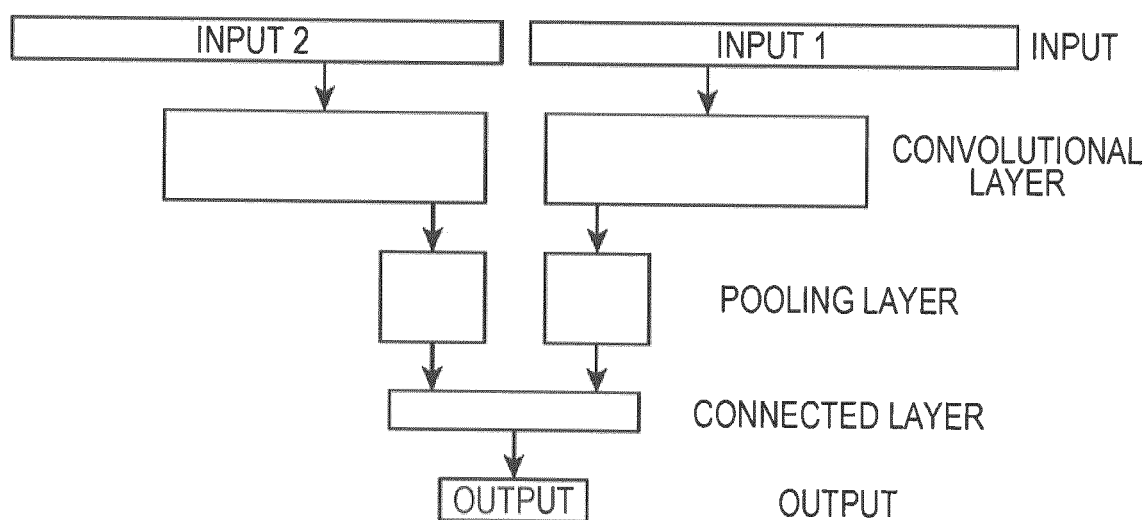 INPUT 2
INPUT 1
INPUT
CONVOLUTIONAL
LAYER
POOLING LAYER
CONNECTED LAYER
OUTPUT
OUTPUT